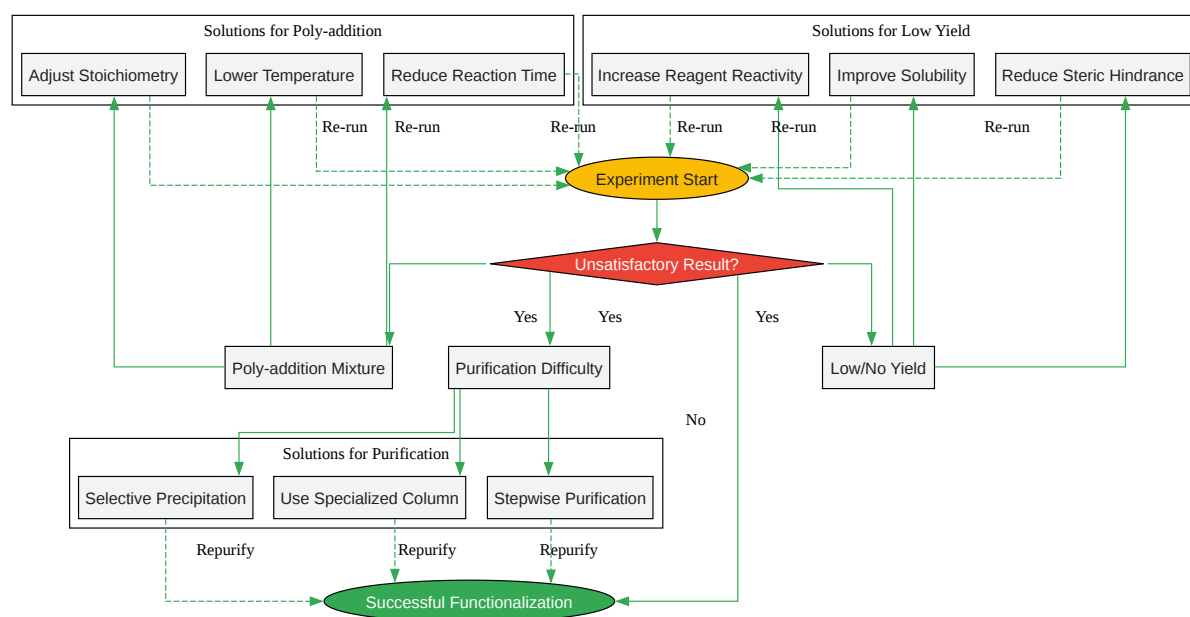 Solutions for Poly-addition
Solutions for Low Yield
Adjust Stoichiometry
Lower Temperature
Reduce Reaction Time
Increase Reagent Reactivity
Improve Solubility
Reduce Steric Hindrance
Re-run
Re-run
Re-run
Re-run
Re-run
Re-run
Experiment Start
Unsatisfactory Result?
Yes
Yes
Yes
Poly-addition Mixture
Purification Difficulty
Low/No Yield
No
Solutions for Purification
Selective Precipitation
Use Specialized Column
Stepwise Purification
Repurify
Repurify
Repurify
Successful Functionalization